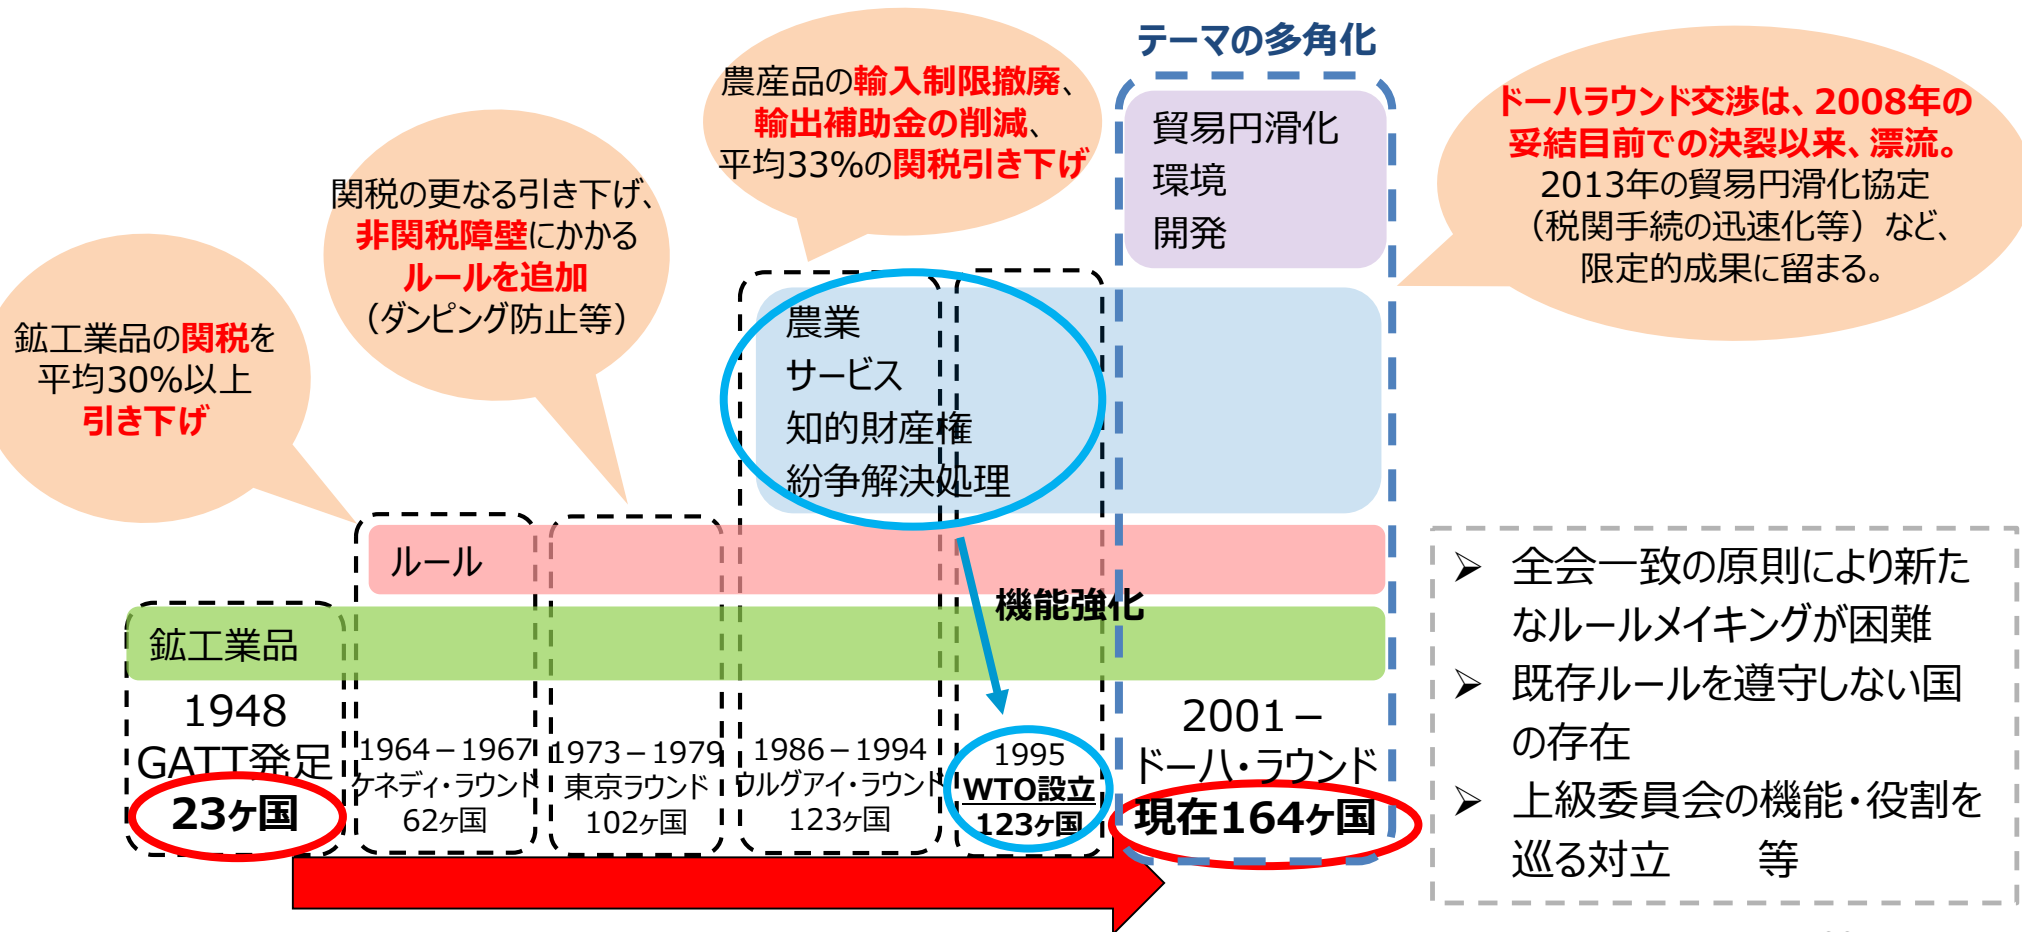 テーマの多角化
農産品の輸入制限撤廃、
輸出補助金の削減、
平均33%の関税引き下げ
関税の更なる引き下げ、
非関税障壁にかかる
ルールを追加
（ダンピング防止等）
鉱工業品の関税を
平均30%以上
引き下げ
貿易円滑化
環境
開発
ドーハラウンド交渉は、2008年の
妥結目前での決裂以来、漂流。
2013年の貿易円滑化協定
（税関手続の迅速化等）など、
限定的成果に留まる。
農業
サービス
知的財産権
紛争解決処理
ルール
機能強化
鉱工業品
1948
GATT発足
23ヶ国
1964－1967
ケネディ・ラウンド
62ヶ国
1973－1979
東京ラウンド
102ヶ国
1986－1994
ウルグアイ・ラウンド
123ヶ国
1995
WTO設立
123ヶ国
2001－
ドーハ・ラウンド
現在164ヶ国
➢ 全会一致の原則により新た
なルールメイキングが困難
➢ 既存ルールを遵守しない国
の存在
➢ 上級委員会の機能・役割を
巡る対立　　等